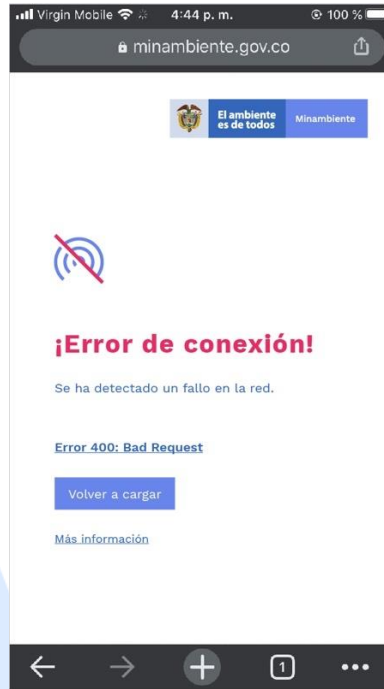 Virgin Mobile 4:44 p. m. 100 %
minambiente.gov.co
El ambiente
es de todos
Minambiente
¡Error de conexión!
Se ha detectado un fallo en la red.
Error 400: Bad Request
Volver a cargar
Más información
1